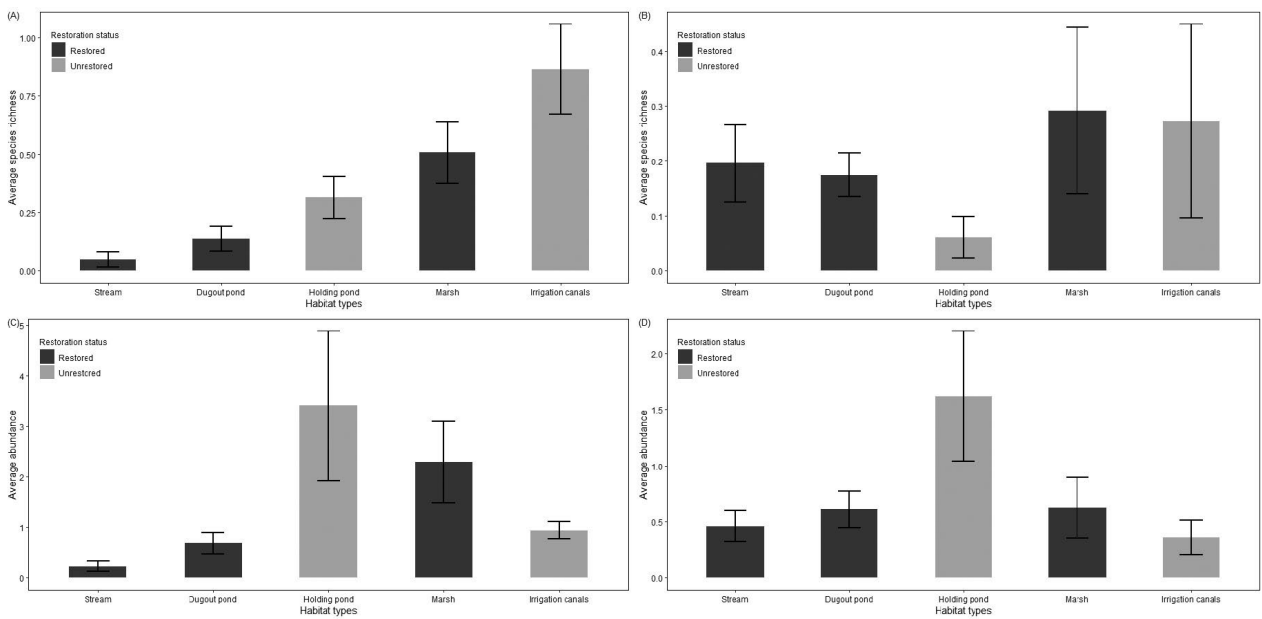 (A)
Restoration status
Restored
Unrestored
1.00
0.75
0.50
0.25
0.00
Average species richness
Stream
Dugout pond
Holding pond
Marsh
Irrigation canals
Habitat types
(B)
Restoration status
Restored
Unrestored
0.4
0.3
0.2
0.1
0.0
Average species richness
Stream
Dugout pond
Holding pond
Marsh
Irrigation canals
Habitat types
(C)
Restoration status
Restored
Unrestored
5
4
3
2
1
0
Average abundance
Stream
Dugout pond
Holding pond
Marsh
Irrigation canals
Habitat types
(D)
Restoration status
Restored
Unrestored
2.0
1.5
1.0
0.5
0.0
Average abundance
Stream
Dugout pond
Holding pond
Marsh
Irrigation canals
Habitat types